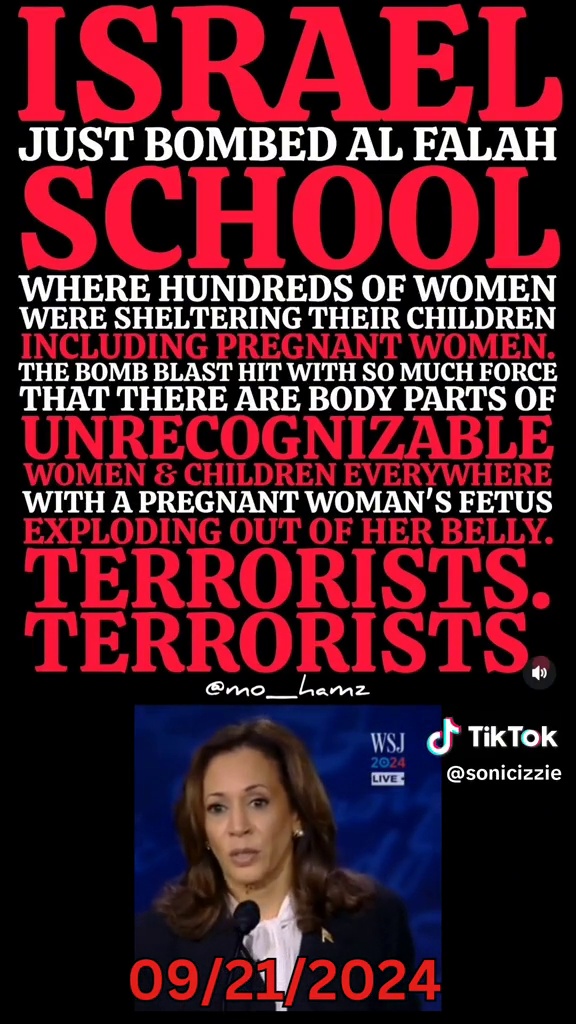 ISRAEL
JUST BOMBED AL FALAH
SCHOOL
WHERE HUNDREDS OF WOMEN
WERE SHELTERING THEIR CHILDREN
INCLUDING PREGNANT WOMEN.
THE BOMB BLAST HIT WITH SO MUCH FORCE
THAT THERE ARE BODY PARTS OF
UNRECOGNIZABLE
WOMEN & CHILDREN EVERYWHERE
WITH A PREGNANT WOMAN'S FETUS
EXPLODING OUT OF HER BELLY.
TERRORISTS.
TERRORISTS.
@mo__hamz
WSJ
2024
LIVE
TikTok
@sonicizzie
09/21/2024